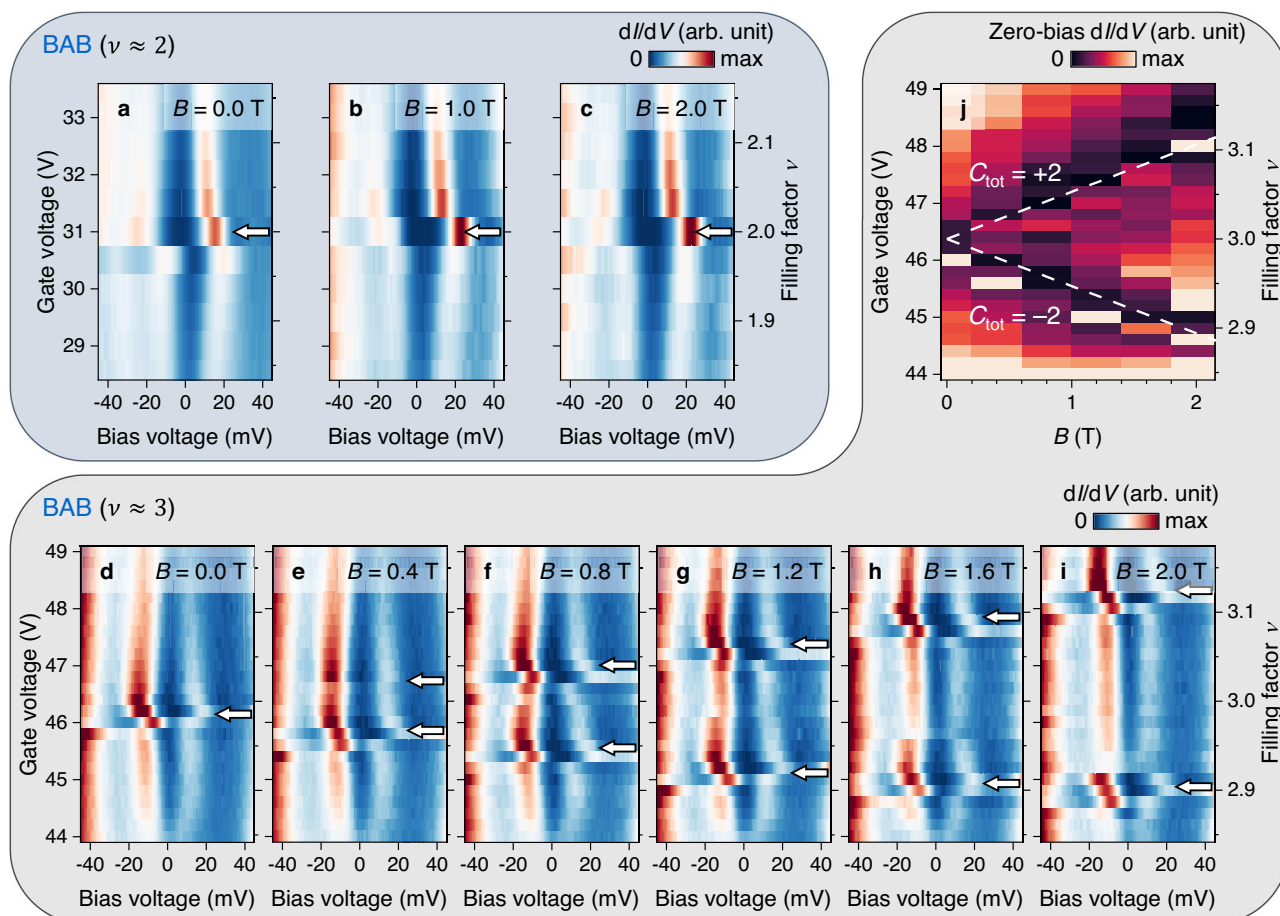 BAB (ν ≈ 2)
dI/dV (arb. unit)
0 max
a B = 0.0 T
b B = 1.0 T
c B = 2.0 T
Gate voltage (V)
33
32
31
30
29
Filling factor ν
2.1
2.0
1.9
-40 -20 0 20 40
-40 -20 0 20 40
-40 -20 0 20 40
Bias voltage (mV)
Bias voltage (mV)
Bias voltage (mV)
Zero-bias dI/dV (arb. unit)
0 max
j
Gate voltage (V)
49
48
47
46
45
44
Ctot = +2
Ctot = −2
Filling factor ν
3.1
3.0
2.9
0 1 2
B (T)
BAB (ν ≈ 3)
dI/dV (arb. unit)
0 max
d B = 0.0 T
e B = 0.4 T
f B = 0.8 T
g B = 1.2 T
h B = 1.6 T
i B = 2.0 T
Gate voltage (V)
49
48
47
46
45
44
Filling factor ν
3.1
3.0
2.9
-40 -20 0 20 40
-40 -20 0 20 40
-40 -20 0 20 40
-40 -20 0 20 40
-40 -20 0 20 40
-40 -20 0 20 40
Bias voltage (mV)
Bias voltage (mV)
Bias voltage (mV)
Bias voltage (mV)
Bias voltage (mV)
Bias voltage (mV)